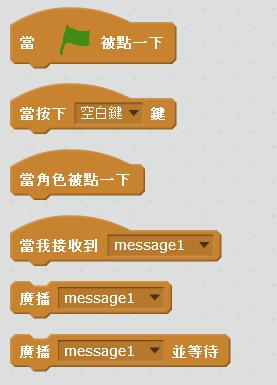 當 被點一下
當按下 空白鍵 鍵
當角色被點一下
當我接收到 message1
廣播 message1
廣播 message1 並等待